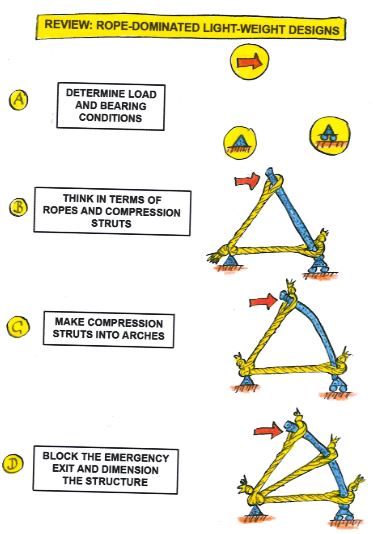 REVIEW: ROPE-DOMINATED LIGHT-WEIGHT DESIGNS
A
DETERMINE LOAD
AND BEARING
CONDITIONS
B
THINK IN TERMS OF
ROPES AND COMPRESSION
STRUTS
C
MAKE COMPRESSION
STRUTS INTO ARCHES
D
BLOCK THE EMERGENCY
EXIT AND DIMENSION
THE STRUCTURE